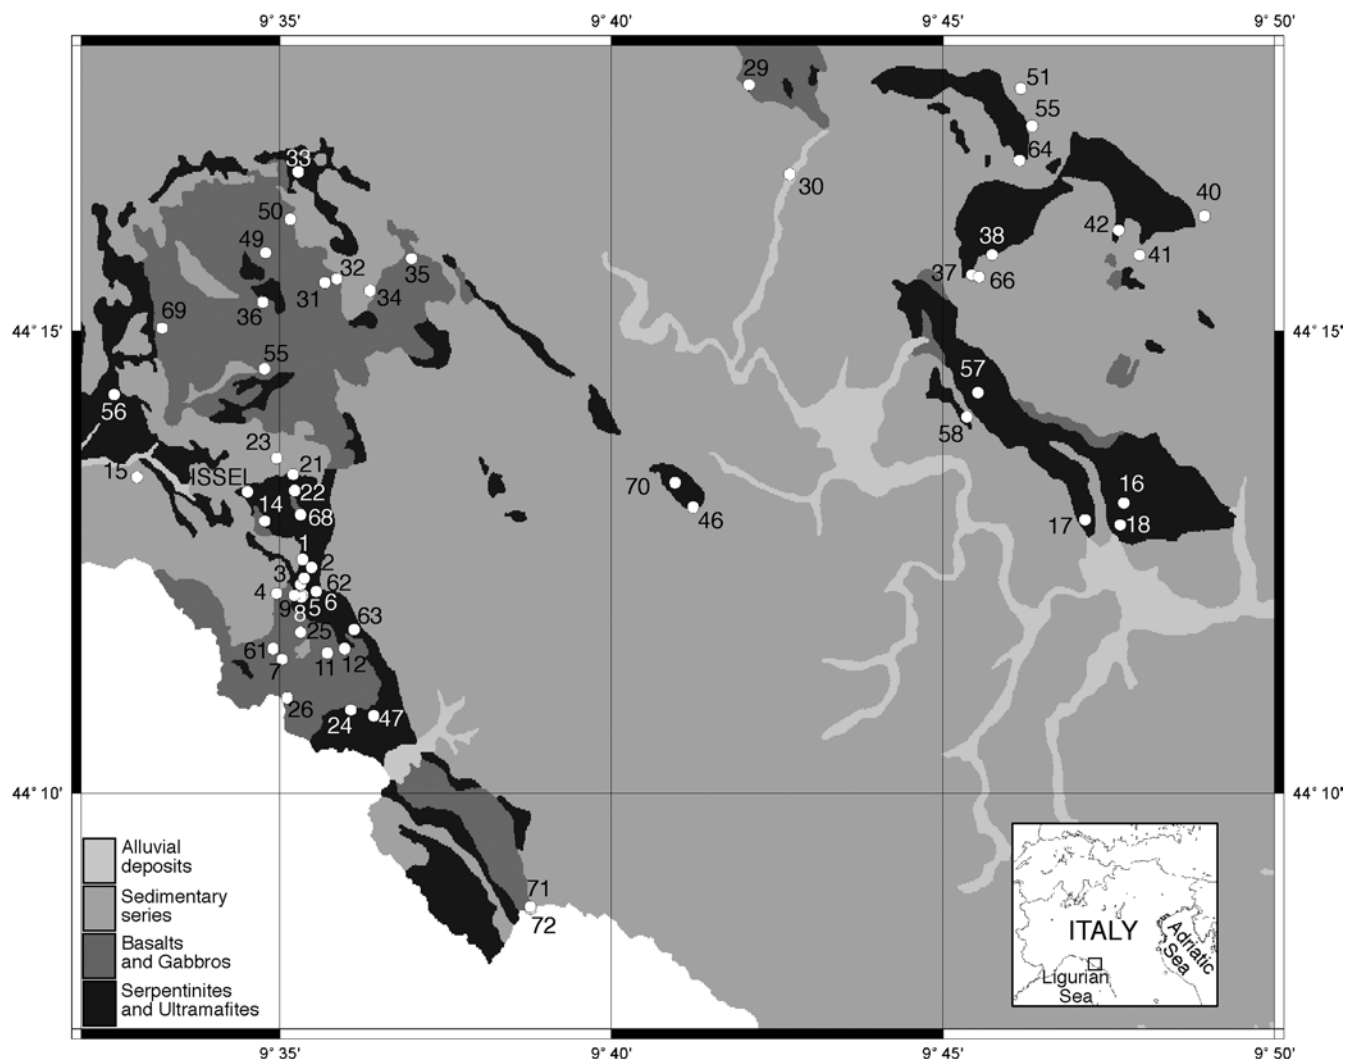 9° 35' 9° 40' 9° 45' 9° 50'
29 51
55
33 64
30
50 40
42
49 32 35 38 41
37 66
31 34
36
69
44° 15' 44° 15'
55
57
56
58
23
15 ISSEL 21
22 70 16
14 68 46 17 18
1
2
3 62
4 9 5 6
8 63
25
61
7 11 12
26
24 47
44° 10' 44° 10'
Alluvial
deposits
Sedimentary
series
Basalts
and Gabbros
Serpentinites
and Ultramafites
71
72
ITALY
Adriatic
Sea
Ligurian
Sea
9° 35' 9° 40' 9° 45' 9° 50'